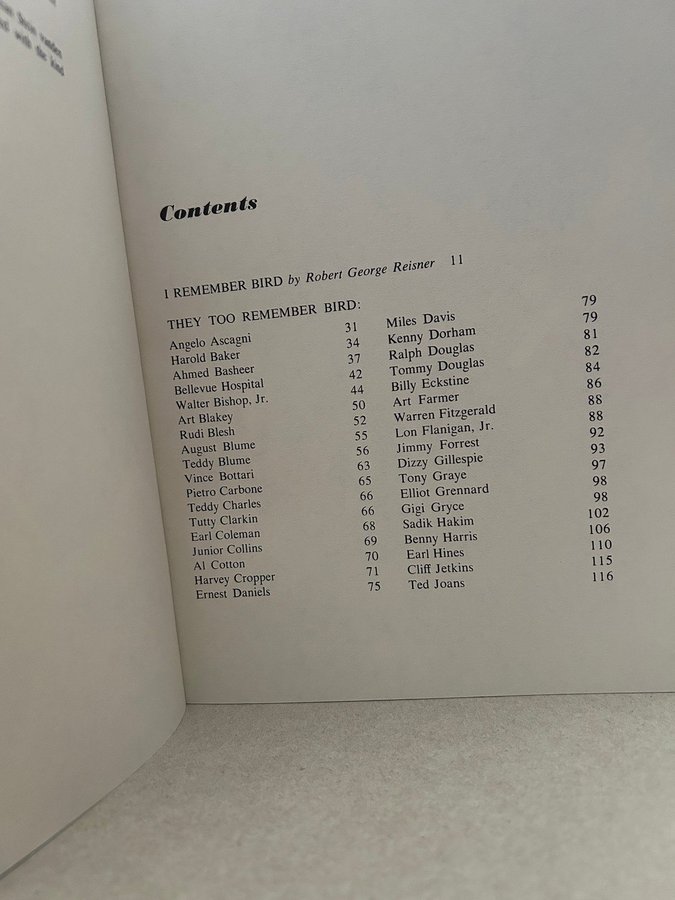 with the kind
Contents
I REMEMBER BIRD by Robert George Reisner 11
THEY TOO REMEMBER BIRD:
Angelo Ascagni 31
Harold Baker 34
Ahmed Basheer 37
Bellevue Hospital 42
Walter Bishop, Jr. 44
Art Blakey 50
Rudi Blesh 52
August Blume 55
Teddy Blume 56
Vince Bottari 63
Pietro Carbone 65
Teddy Charles 66
Tutty Clarkin 66
Earl Coleman 68
Junior Collins 69
Al Cotton 70
Harvey Cropper 71
Ernest Daniels 75
Miles Davis 79
Kenny Dorham 79
Ralph Douglas 81
Tommy Douglas 82
Billy Eckstine 84
Art Farmer 86
Warren Fitzgerald 88
Lon Flanigan, Jr. 88
Jimmy Forrest 92
Dizzy Gillespie 93
Tony Graye 97
Elliot Grennard 98
Gigi Gryce 98
Sadik Hakim 102
Benny Harris 106
Earl Hines 110
Cliff Jetkins 115
Ted Joans 116